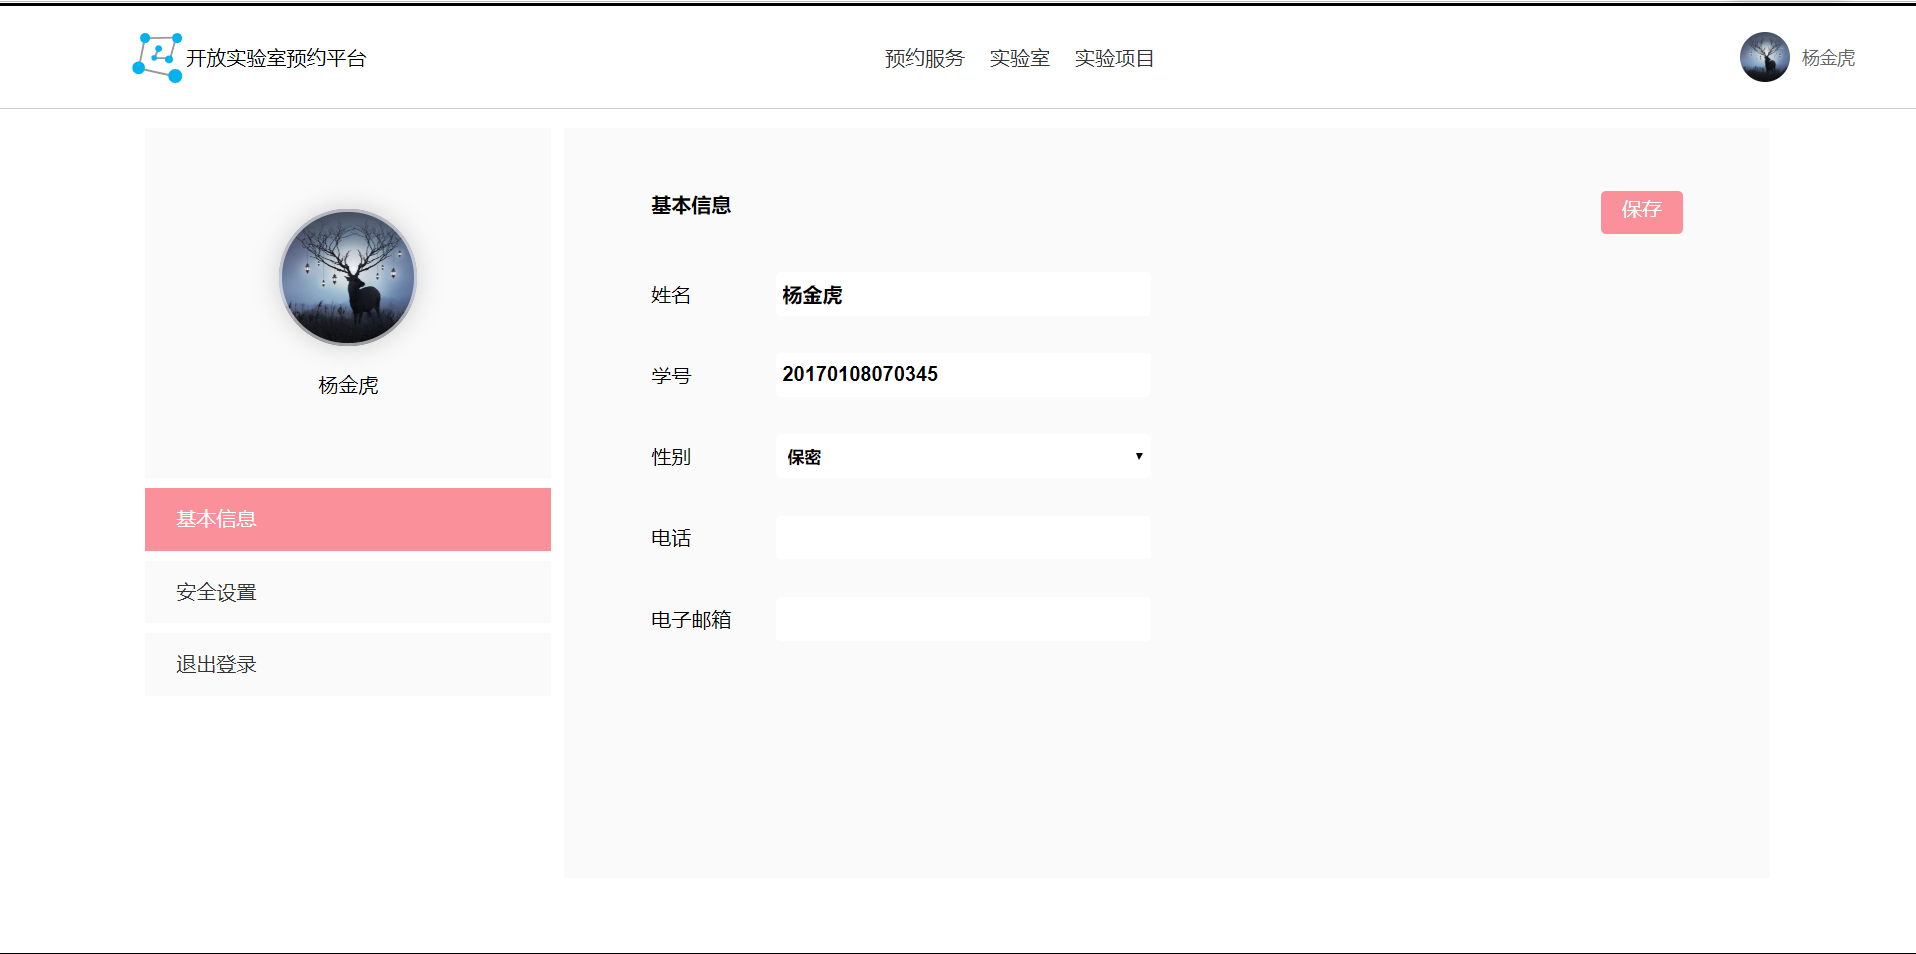 开放实验室预约平台
预约服务 实验室 实验项目
杨金虎
杨金虎
基本信息
安全设置
退出登录
基本信息
保存
姓名 杨金虎
学号 20170108070345
性别 保密
电话
电子邮箱